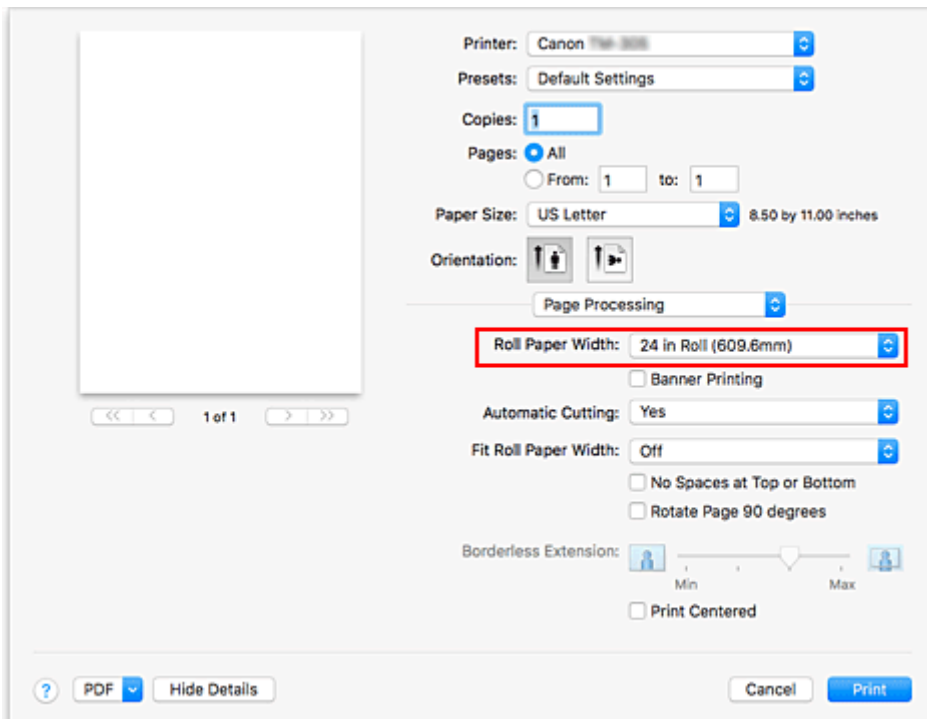 Printer: Canon
Presets: Default Settings
Copies: 1
Pages: All
From: 1 to: 1
Paper Size: US Letter 8.50 by 11.00 inches
Orientation:
Page Processing
Roll Paper Width: 24 in Roll (609.6mm)
Banner Printing
1 of 1
Automatic Cutting: Yes
Fit Roll Paper Width: Off
No Spaces at Top or Bottom
Rotate Page 90 degrees
Borderless Extension:
Min Max
Print Centered
? PDF Hide Details Cancel Print